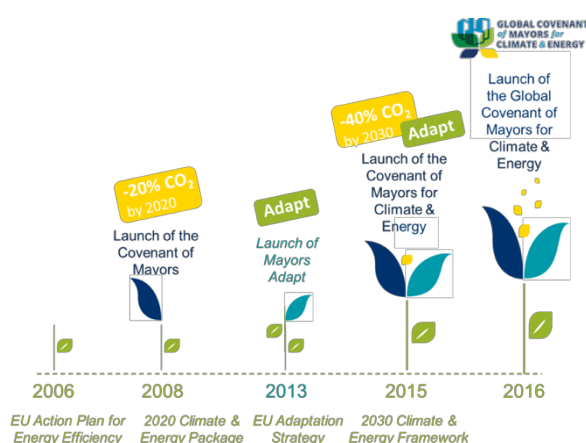 GLOBAL COVENANT
of MAYORS for
CLIMATE & ENERGY
Launch of
the Global
Covenant of
Mayors for
Climate &
Energy
-40% CO₂
by 2030
Adapt
Launch of the
Covenant of
Mayors for
Climate &
Energy
-20% CO₂
by 2020
Launch of the
Covenant of
Mayors
Adapt
Launch of
Mayors
Adapt
2006
2008
2013
2015
2016
EU Action Plan for
Energy Efficiency
2020 Climate &
Energy Package
EU Adaptation
Strategy
2030 Climate &
Energy Framework